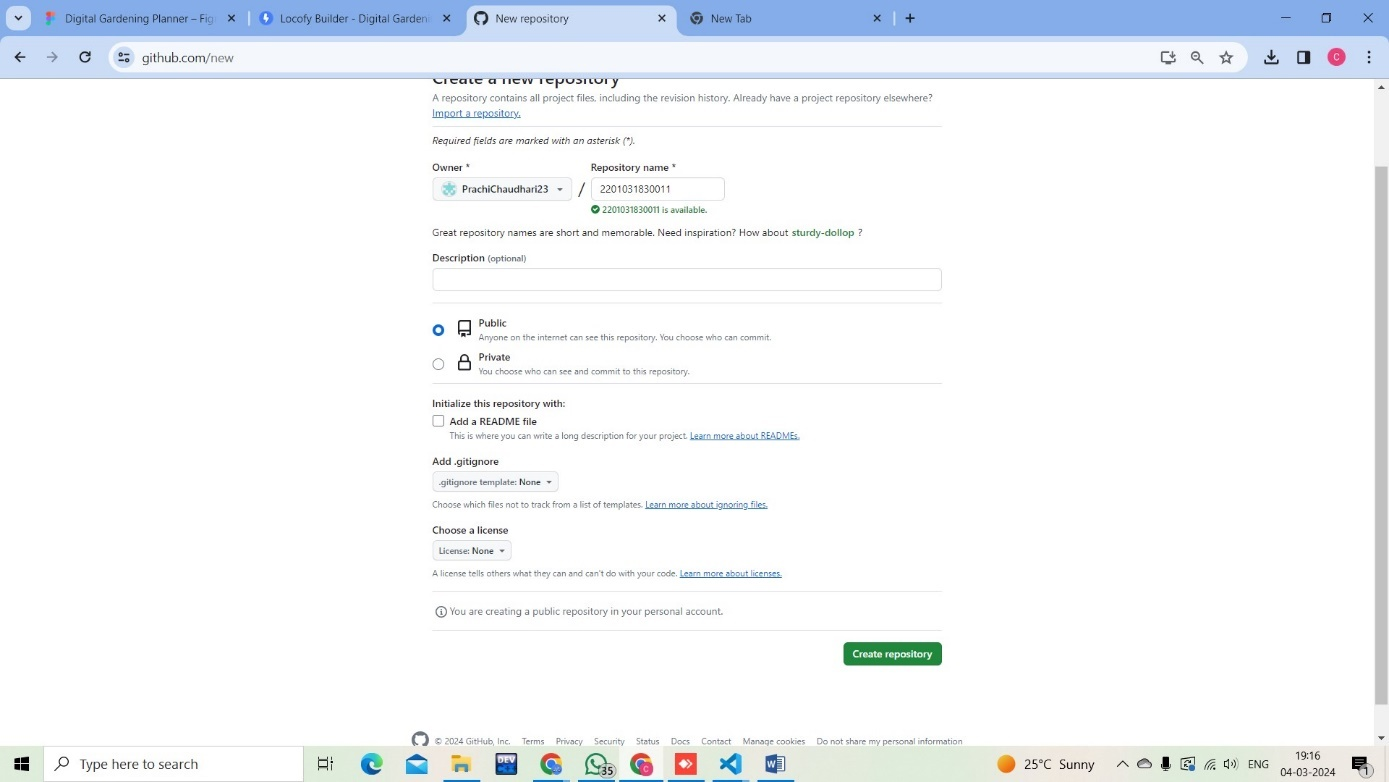 Digital Gardening Planner – Fig
Locofy Builder - Digital Gardeni
New repository
New Tab
github.com/new
C
Create a new repository
A repository contains all project files, including the revision history. Already have a project repository elsewhere?
Import a repository.
Required fields are marked with an asterisk (*).
Owner *
Repository name *
PrachiChaudhari23
/
2201031830011
2201031830011 is available.
Great repository names are short and memorable. Need inspiration? How about sturdy-dollop ?
Description (optional)
Public
Anyone on the internet can see this repository. You choose who can commit.
Private
You choose who can see and commit to this repository.
Initialize this repository with:
Add a README file
This is where you can write a long description for your project. Learn more about READMEs.
Add .gitignore
.gitignore template: None
Choose which files not to track from a list of templates. Learn more about ignoring files.
Choose a license
License: None
A license tells others what they can and can't do with your code. Learn more about licenses.
You are creating a public repository in your personal account.
Create repository
© 2024 GitHub, Inc. Terms Privacy Security Status Docs Contact Manage cookies Do not share my personal information
Type here to search
DEV
35
C
25°C Sunny
ENG
19:16
04-03-2024
1